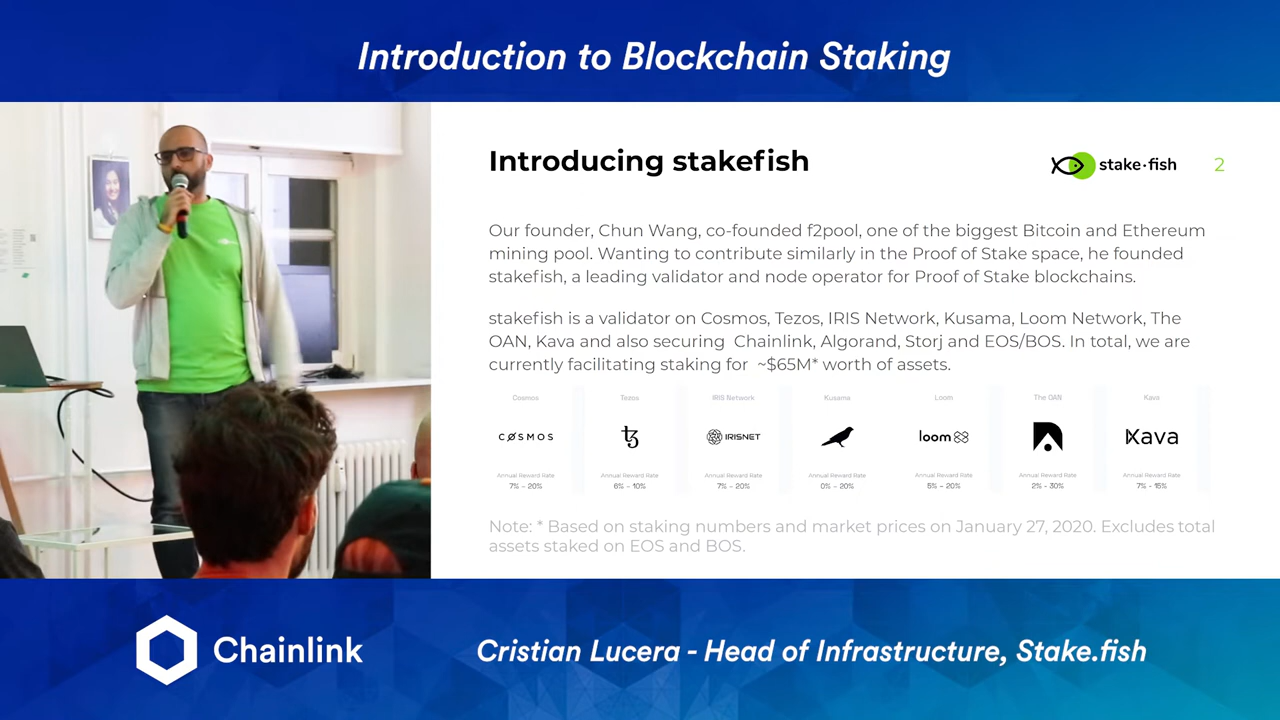 Introduction to Blockchain Staking
Introducing stakefish
stake·fish
2
Our founder, Chun Wang, co-founded f2pool, one of the biggest Bitcoin and Ethereum
mining pool. Wanting to contribute similarly in the Proof of Stake space, he founded
stakefish, a leading validator and node operator for Proof of Stake blockchains.
stakefish is a validator on Cosmos, Tezos, IRIS Network, Kusama, Loom Network, The
OAN, Kava and also securing Chainlink, Algorand, Storj and EOS/BOS. In total, we are
currently facilitating staking for ~$65M* worth of assets.
Cosmos Tezos IRIS Network Kusama Loom The OAN Kava
COSMOS IRISNET loom Kava
Annual Reward Rate Annual Reward Rate Annual Reward Rate Annual Reward Rate Annual Reward Rate Annual Reward Rate Annual Reward Rate
7% - 20% 6% - 10% 7% - 20% 0% - 20% 5% - 20% 2% - 30% 7% - 15%
Note: * Based on staking numbers and market prices on January 27, 2020. Excludes total
assets staked on EOS and BOS.
Chainlink
Cristian Lucera - Head of Infrastructure, Stake.fish